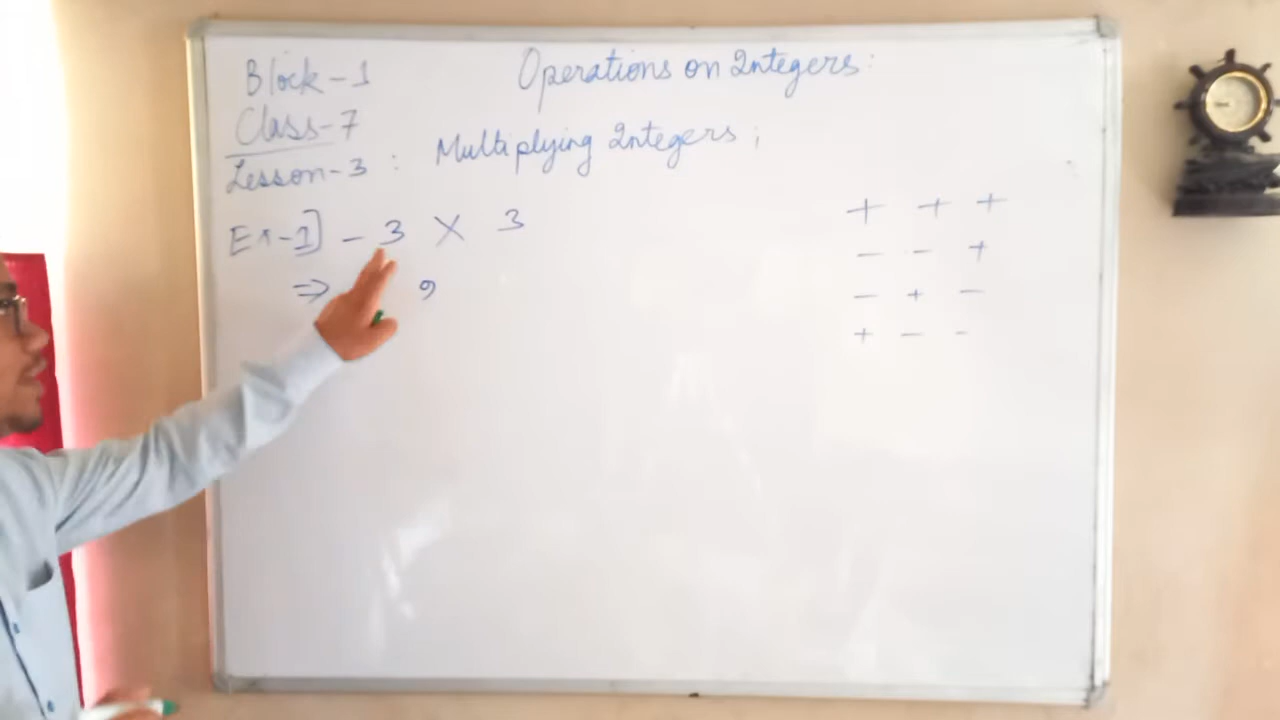 Block-1
Operations on Integers:
Class-7
Lesson-3 : Multiplying Integers ;
Ex-1] - 3 X 3
⇒ 9
+ + +
- - +
- + -
+ - -